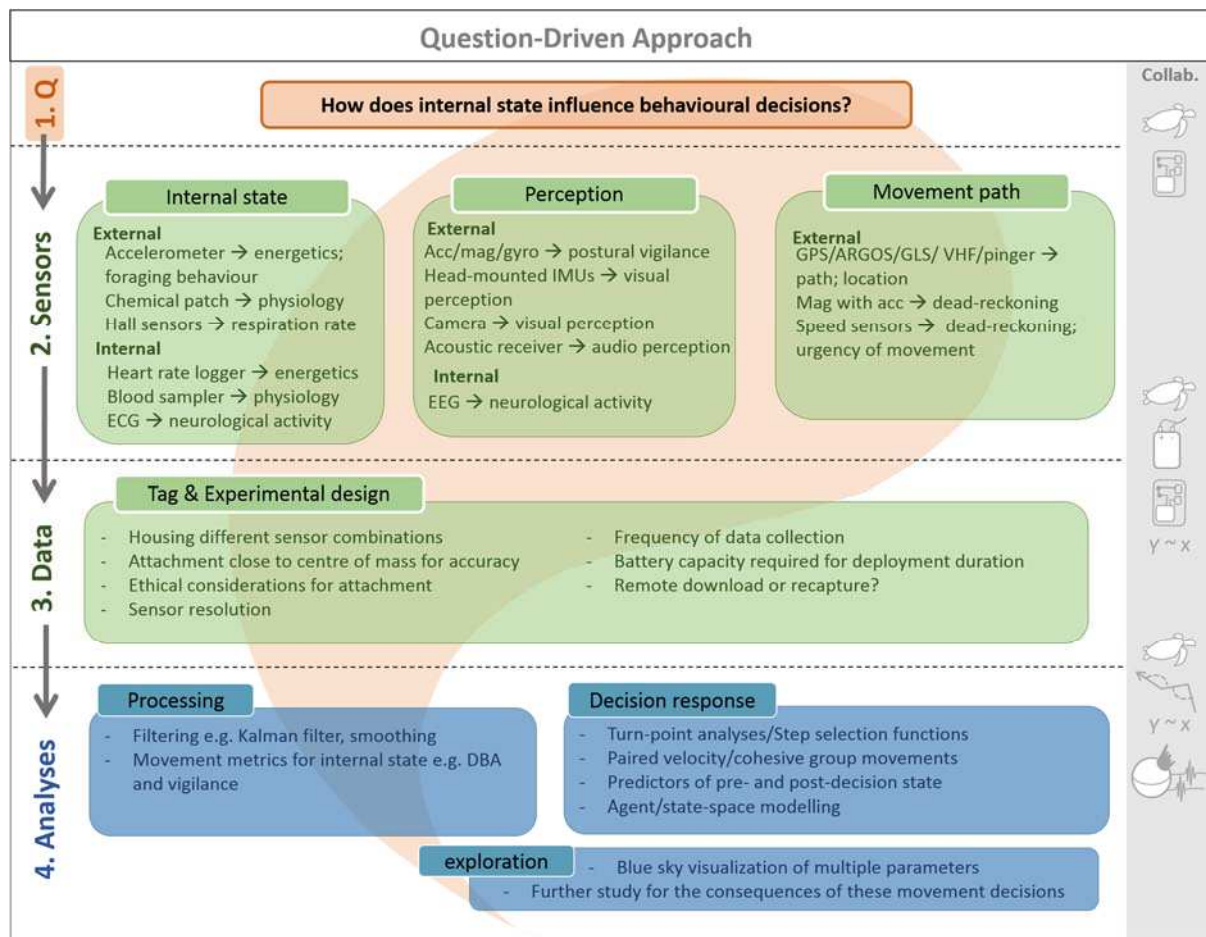 Question-Driven Approach
Collab.
1. Q
How does internal state influence behavioural decisions?
2. Sensors
Internal state
External
Accelerometer → energetics;
foraging behaviour
Chemical patch → physiology
Hall sensors → respiration rate
Internal
Heart rate logger → energetics
Blood sampler → physiology
ECG → neurological activity
Perception
External
Acc/mag/gyro → postural vigilance
Head-mounted IMUs → visual
perception
Camera → visual perception
Acoustic receiver → audio perception
Internal
EEG → neurological activity
Movement path
External
GPS/ARGOS/GLS/ VHF/pinger →
path; location
Mag with acc → dead-reckoning
Speed sensors → dead-reckoning;
urgency of movement
3. Data
Tag & Experimental design
- Housing different sensor combinations
- Attachment close to centre of mass for accuracy
- Ethical considerations for attachment
- Sensor resolution
- Frequency of data collection
- Battery capacity required for deployment duration
- Remote download or recapture?
Y ~ x
4. Analyses
Processing
- Filtering e.g. Kalman filter, smoothing
- Movement metrics for internal state e.g. DBA
and vigilance
Decision response
- Turn-point analyses/Step selection functions
- Paired velocity/cohesive group movements
- Predictors of pre- and post-decision state
- Agent/state-space modelling
Y ~ x
exploration
- Blue sky visualization of multiple parameters
- Further study for the consequences of these movement decisions